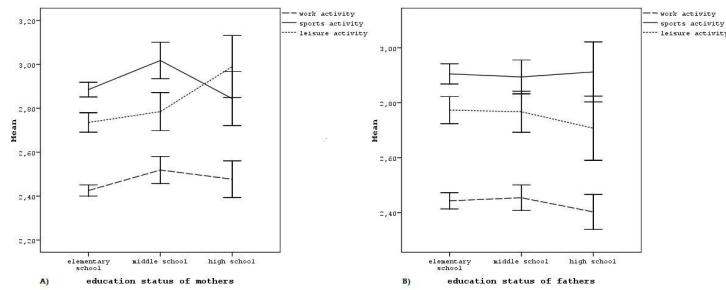 work activity
sports activity
leisure activity
3,20
3,00
2,80
2,60
2,40
2,20
Mean
elementary school
middle school
high school
A) education status of mothers
work activity
sports activity
leisure activity
3,00
2,80
2,60
2,40
Mean
elementary school
middle school
high school
B) education status of fathers